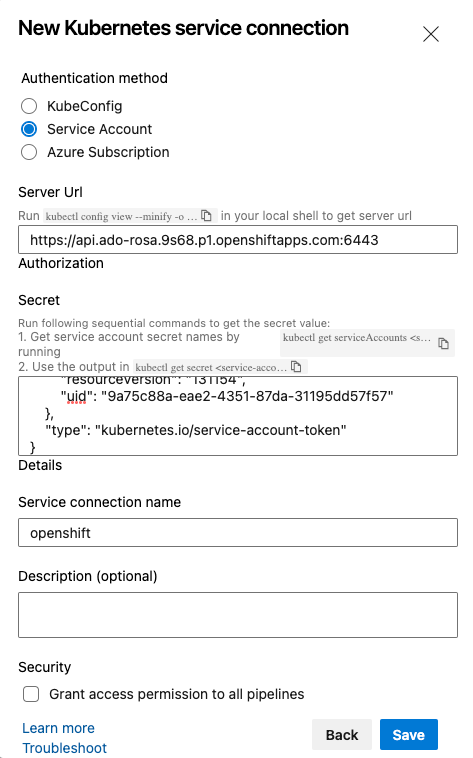 New Kubernetes service connection
Authentication method
KubeConfig
Service Account
Azure Subscription
Server Url
Run kubectl config view --minify -o ... in your local shell to get server url
https://api.ado-rosa.9s68.p1.openshiftapps.com:6443
Authorization
Secret
Run following sequential commands to get the secret value:
1. Get service account secret names by running kubectl get serviceAccounts <s...
2. Use the output in kubectl get secret <service-acco...
"resourceVersion": "131154",
"uid": "9a75c88a-eae2-4351-87da-31195dd57f57"
},
"type": "kubernetes.io/service-account-token"
}
Details
Service connection name
openshift
Description (optional)
Security
Grant access permission to all pipelines
Learn more
Troubleshoot
Back
Save